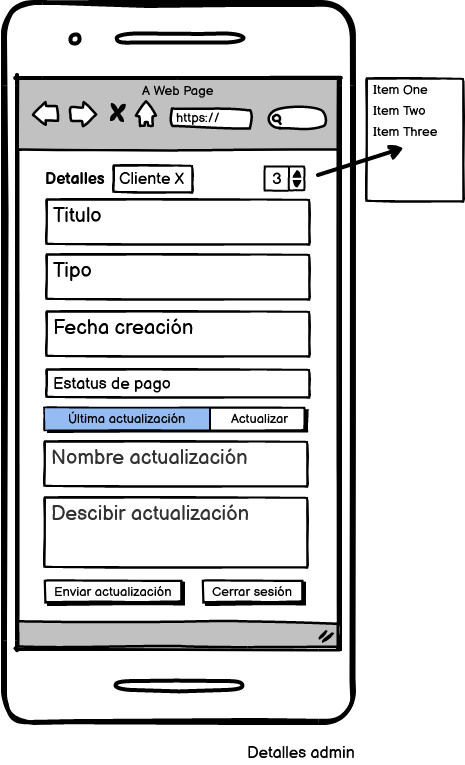 A Web Page
https://
Item One
Item Two
Item Three
Detalles Cliente X 3
Titulo
Tipo
Fecha creación
Estatus de pago
Última actualización Actualizar
Nombre actualización
Descibir actualización
Enviar actualización Cerrar sesión
Detalles admin